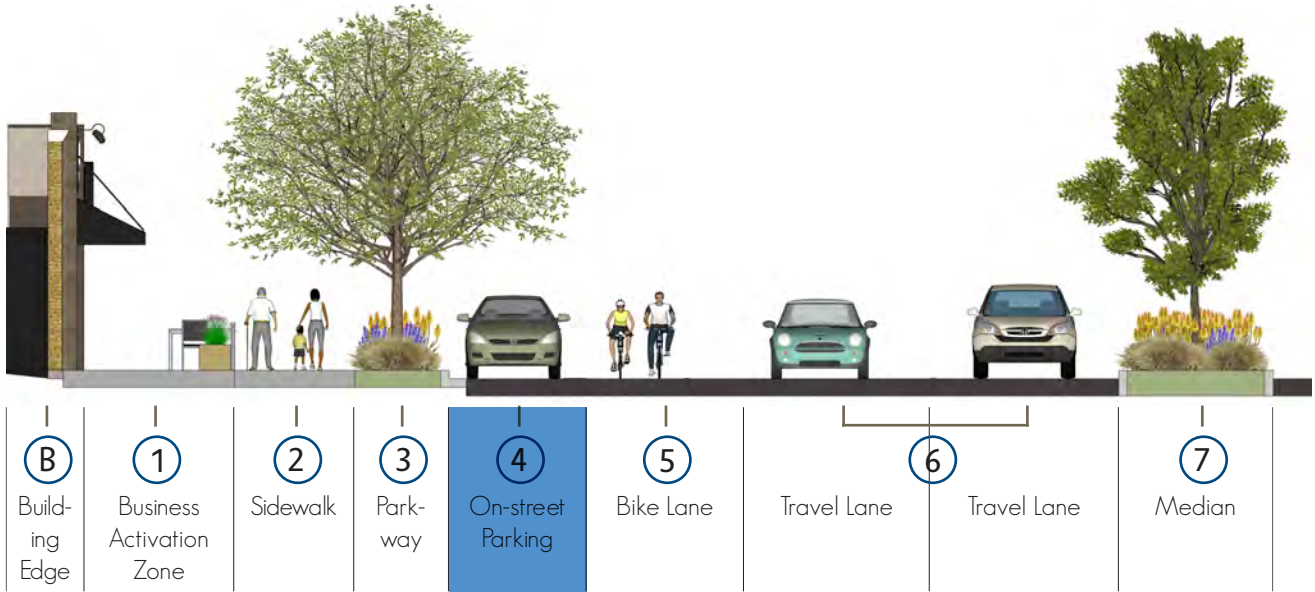 B
Build-
ing
Edge
1
Business
Activation
Zone
2
Sidewalk
3
Park-
way
4
On-street
Parking
5
Bike Lane
6
Travel Lane
Travel Lane
7
Median